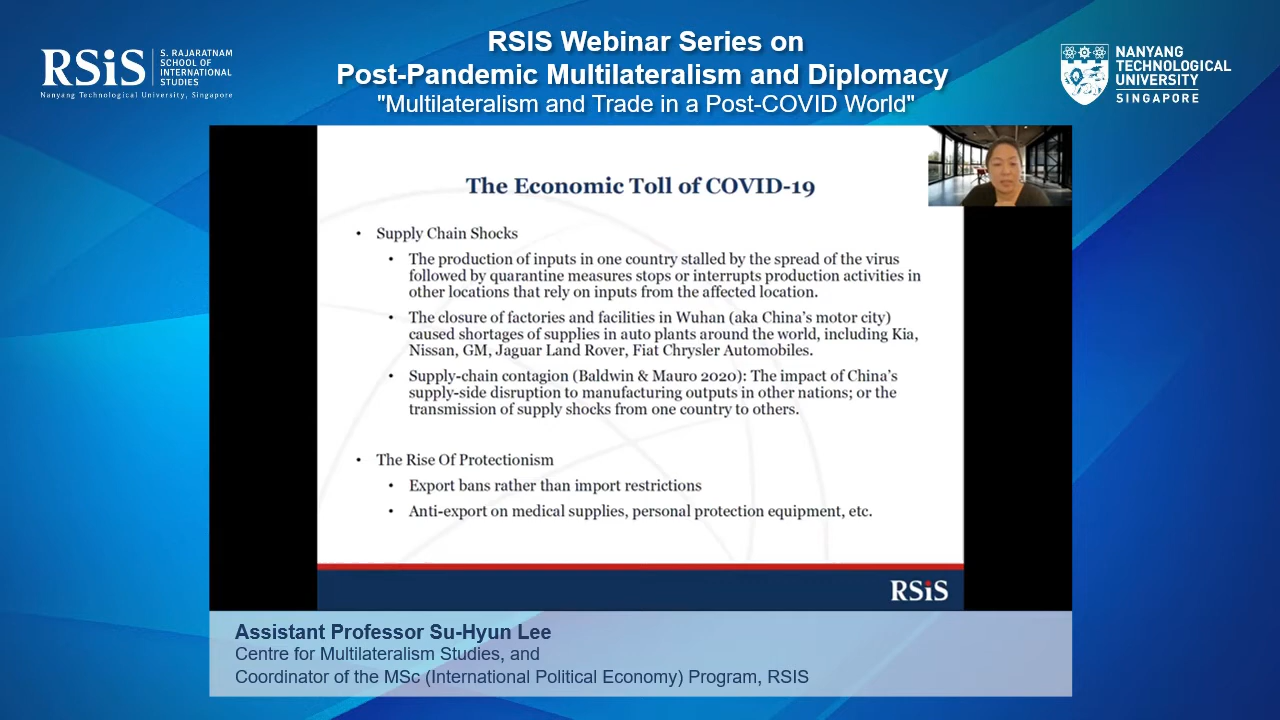 RSiS
S. RAJARATNAM
SCHOOL OF
INTERNATIONAL
STUDIES
Nanyang Technological University, Singapore
RSIS Webinar Series on
Post-Pandemic Multilateralism and Diplomacy
"Multilateralism and Trade in a Post-COVID World"
NANYANG
TECHNOLOGICAL
UNIVERSITY
SINGAPORE
The Economic Toll of COVID-19
• Supply Chain Shocks
• The production of inputs in one country stalled by the spread of the virus
followed by quarantine measures stops or interrupts production activities in
other locations that rely on inputs from the affected location.
• The closure of factories and facilities in Wuhan (aka China's motor city)
caused shortages of supplies in auto plants around the world, including Kia,
Nissan, GM, Jaguar Land Rover, Fiat Chrysler Automobiles.
• Supply-chain contagion (Baldwin & Mauro 2020): The impact of China's
supply-side disruption to manufacturing outputs in other nations; or the
transmission of supply shocks from one country to others.
• The Rise Of Protectionism
• Export bans rather than import restrictions
• Anti-export on medical supplies, personal protection equipment, etc.
RSiS
Assistant Professor Su-Hyun Lee
Centre for Multilateralism Studies, and
Coordinator of the MSc (International Political Economy) Program, RSIS